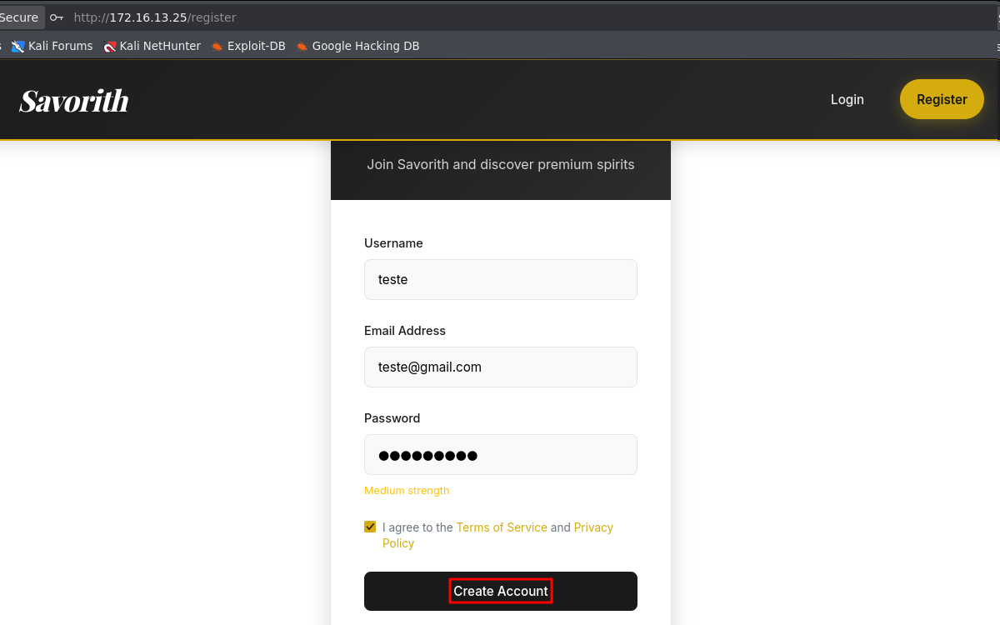 Secure http://172.16.13.25/register
Kali Forums Kali NetHunter Exploit-DB Google Hacking DB
Savorith Login Register
Join Savorith and discover premium spirits
Username
teste
Email Address
teste@gmail.com
Password
●●●●●●●●●
Medium strength
I agree to the Terms of Service and Privacy
Policy
Create Account